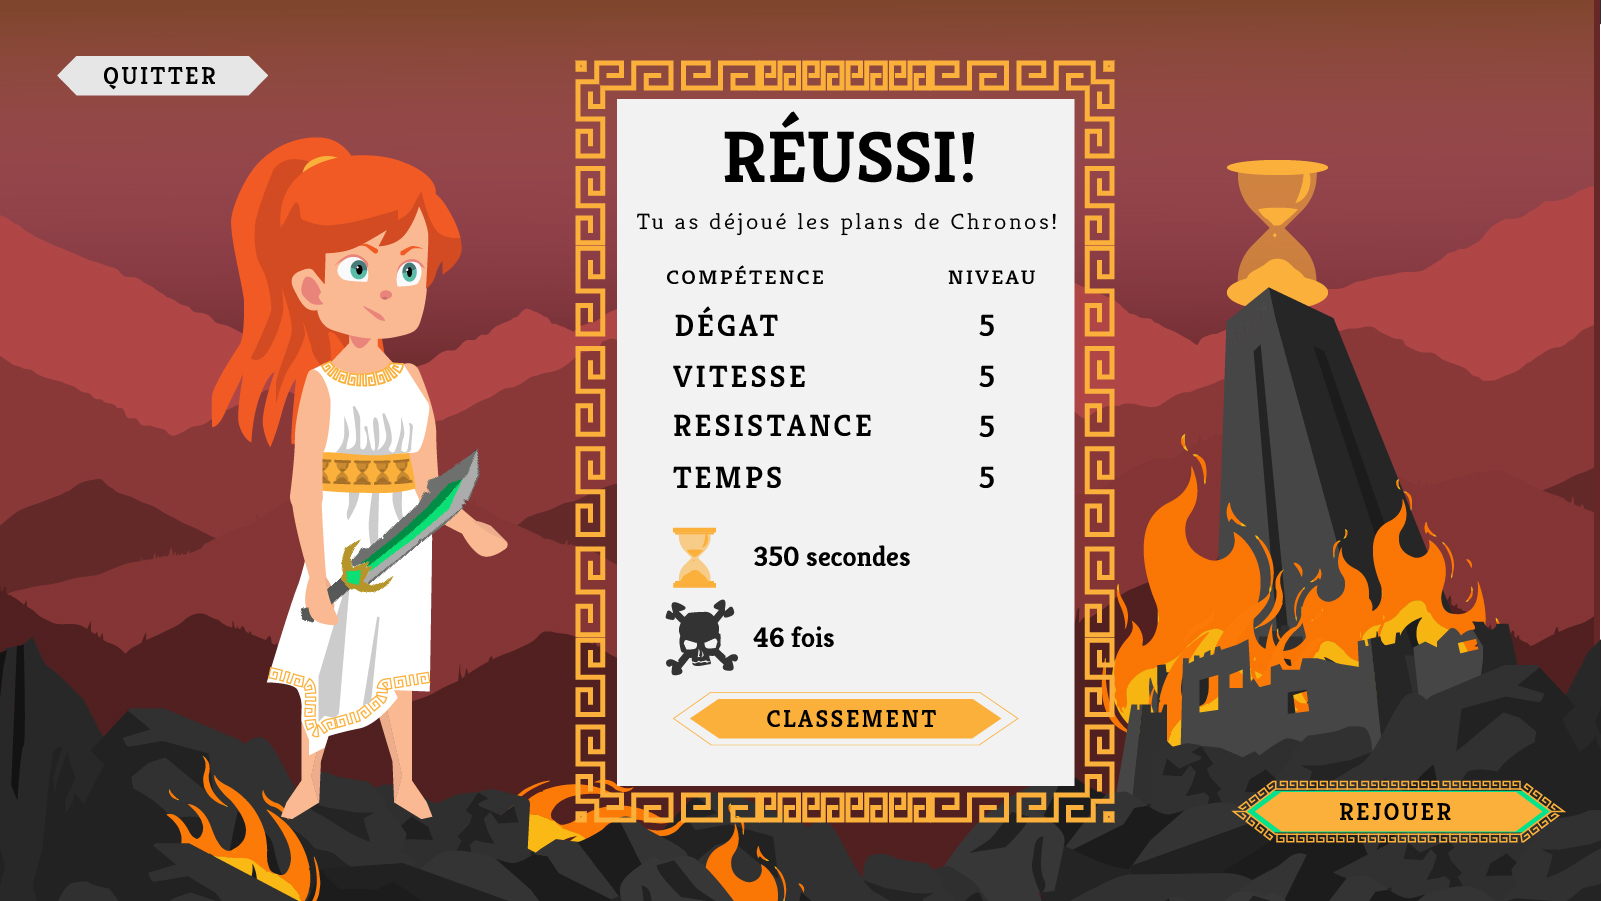 QUITTER
RÉUSSI!
Tu as déjoué les plans de Chronos!
COMPÉTENCE NIVEAU
DÉGAT 5
VITESSE 5
RESISTANCE 5
TEMPS 5
350 secondes
46 fois
CLASSEMENT
REJOUER